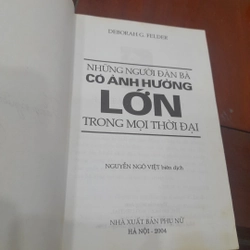 DEBORAH G. FELDER
NHỮNG NGƯỜI ĐÀN BÀ
CÓ ẢNH HƯỞNG
LỚN
TRONG MỌI THỜI ĐẠI
NGUYỄN NGÔ VIỆT biên dịch
NHÀ XUẤT BẢN PHỤ NỮ
HÀ NỘI - 2004